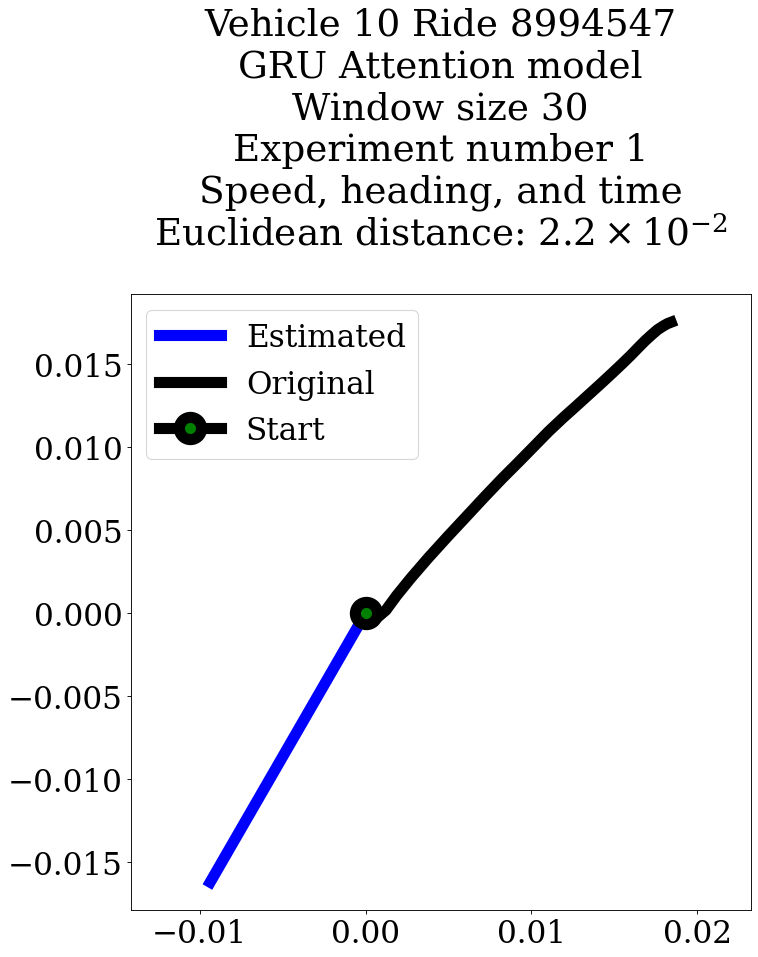 Vehicle 10 Ride 8994547
GRU Attention model
Window size 30
Experiment number 1
Speed, heading, and time
Euclidean distance: 2.2 × 10⁻²
Estimated
Original
Start
0.015
0.010
0.005
0.000
−0.005
−0.010
−0.015
−0.01 0.00 0.01 0.02